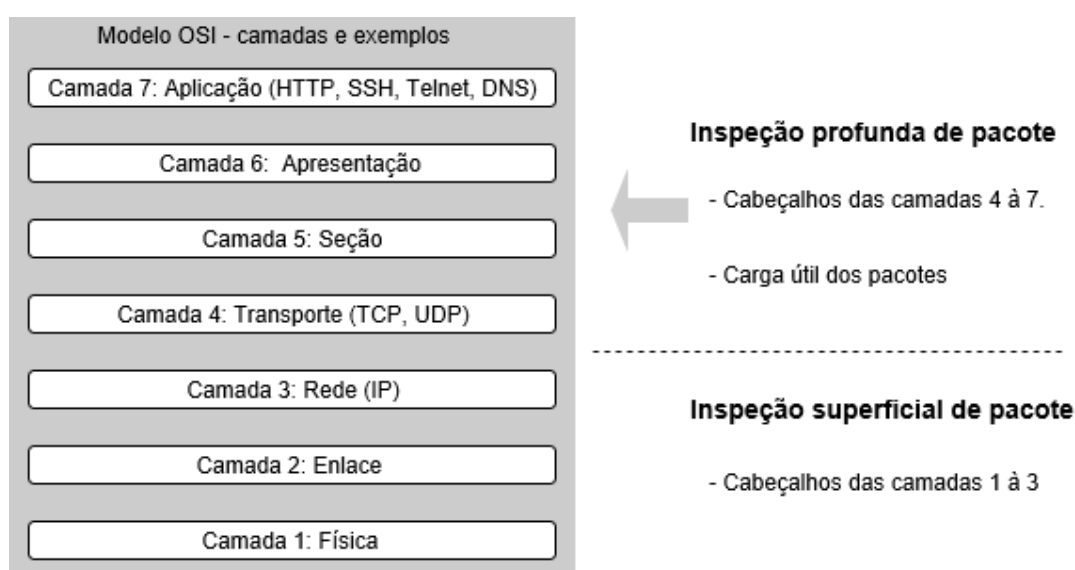 Modelo OSI - camadas e exemplos
Camada 7: Aplicação (HTTP, SSH, Telnet, DNS)
Camada 6: Apresentação
Camada 5: Seção
Camada 4: Transporte (TCP, UDP)
Camada 3: Rede (IP)
Camada 2: Enlace
Camada 1: Física
Inspeção profunda de pacote
- Cabeçalhos das camadas 4 à 7.
- Carga útil dos pacotes
Inspeção superficial de pacote
- Cabeçalhos das camadas 1 à 3